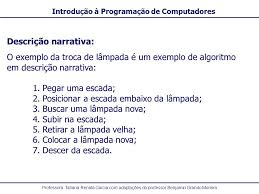 Introdução à Programação de Computadores
Descrição narrativa:
O exemplo da troca de lâmpada é um exemplo de algoritmo
em descrição narrativa:
1. Pegar uma escada;
2. Posicionar a escada embaixo da lâmpada;
3. Buscar uma lâmpada nova;
4. Subir na escada;
5. Retirar a lâmpada velha;
6. Colocar a lâmpada nova;
7. Descer da escada.
Professora: Tatiana Renata Garcia com adaptações do professor Benjamin Grando Moreira